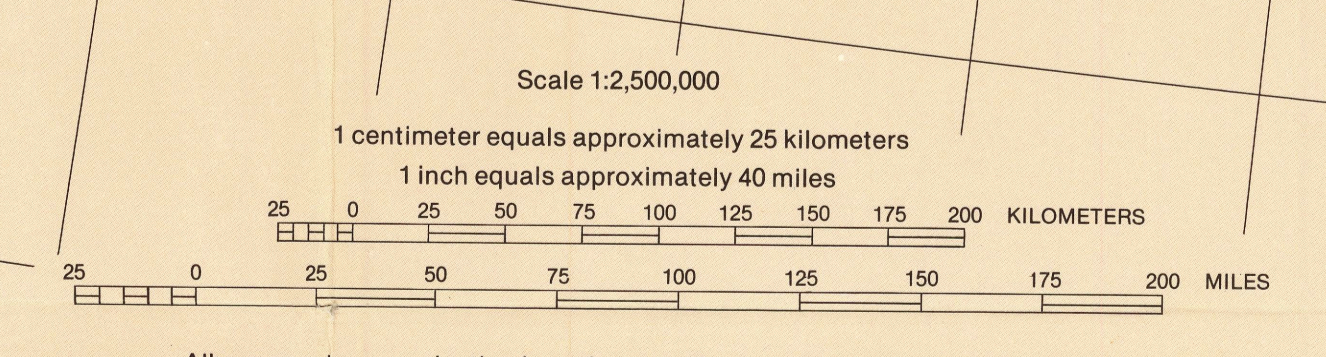 Scale 1:2,500,000
1 centimeter equals approximately 25 kilometers
1 inch equals approximately 40 miles
25 0 25 50 75 100 125 150 175 200 KILOMETERS
25 0 25 50 75 100 125 150 175 200 MILES